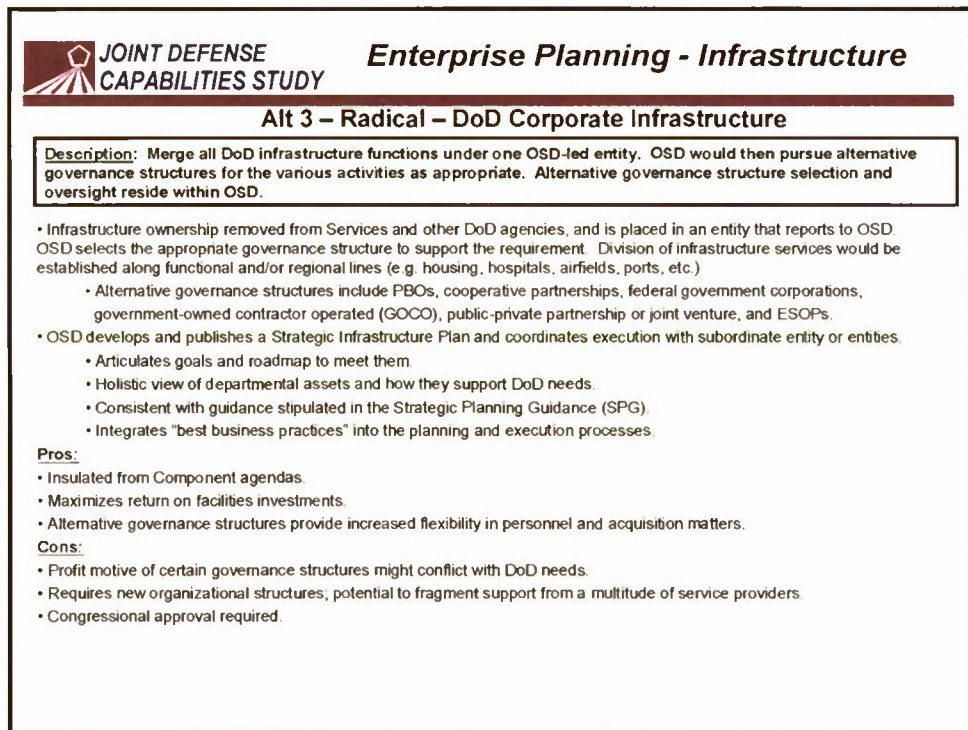 JOINT DEFENSE
CAPABILITIES STUDY
Enterprise Planning - Infrastructure
Alt 3 – Radical – DoD Corporate Infrastructure
Description: Merge all DoD infrastructure functions under one OSD-led entity. OSD would then pursue alternative
governance structures for the various activities as appropriate. Alternative governance structure selection and
oversight reside within OSD.
• Infrastructure ownership removed from Services and other DoD agencies, and is placed in an entity that reports to OSD.
OSD selects the appropriate governance structure to support the requirement. Division of infrastructure services would be
established along functional and/or regional lines (e.g. housing, hospitals, airfields, ports, etc.)
• Alternative governance structures include PBOs, cooperative partnerships, federal government corporations,
government-owned contractor operated (GOCO), public-private partnership or joint venture, and ESOPs.
• OSD develops and publishes a Strategic Infrastructure Plan and coordinates execution with subordinate entity or entities.
• Articulates goals and roadmap to meet them.
• Holistic view of departmental assets and how they support DoD needs.
• Consistent with guidance stipulated in the Strategic Planning Guidance (SPG).
• Integrates "best business practices" into the planning and execution processes.
Pros:
• Insulated from Component agendas.
• Maximizes return on facilities investments.
• Alternative governance structures provide increased flexibility in personnel and acquisition matters.
Cons:
• Profit motive of certain governance structures might conflict with DoD needs.
• Requires new organizational structures; potential to fragment support from a multitude of service providers.
• Congressional approval required.